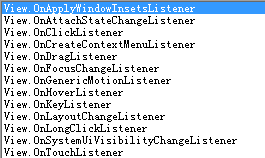 View.OnApplyWindowInsetsListener
View.OnAttachStateChangeListener
View.OnClickListener
View.OnCreateContextMenuListener
View.OnDragListener
View.OnFocusChangeListener
View.OnGenericMotionListener
View.OnHoverListener
View.OnKeyListener
View.OnLayoutChangeListener
View.OnLongClickListener
View.OnSystemUiVisibilityChangeListener
View.OnTouchListener